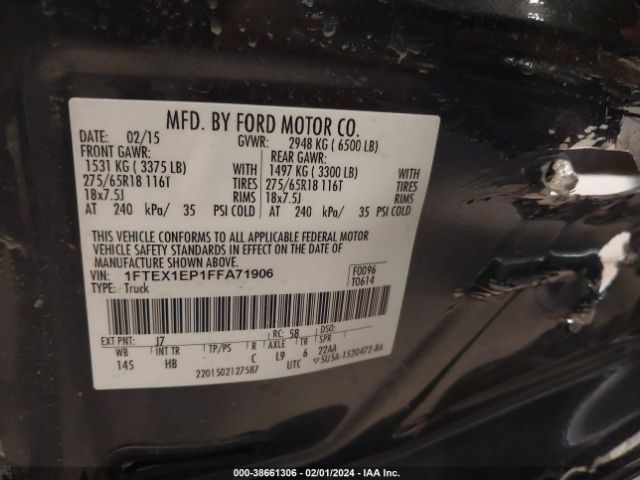 MFD. BY FORD MOTOR CO.
DATE: 02/15 GVWR: 2948 KG ( 6500 LB)
FRONT GAWR: REAR GAWR:
1531 KG ( 3375 LB) WITH 1497 KG ( 3300 LB) WITH
275/65R18 116T TIRES 275/65R18 116T TIRES
18x7.5J RIMS 18x7.5J RIMS
AT 240 kPa/ 35 PSI COLD AT 240 kPa/ 35 PSI COLD
THIS VEHICLE CONFORMS TO ALL APPLICABLE FEDERAL MOTOR
VEHICLE SAFETY STANDARDS IN EFFECT ON THE DATE OF
MANUFACTURE SHOWN ABOVE.
VIN: 1FTEX1EP1FFA71906 F0096
TYPE: Truck T0614
EXT PNT: J7 RC: 58 DSO:
WB INT TR TP/PS R AXLE TR SPR
145 HB C L9 6 22AA
2201502127587 UTC 5U5A-1520472-BA
000-38661306 - 02/01/2024 - IAA Inc.